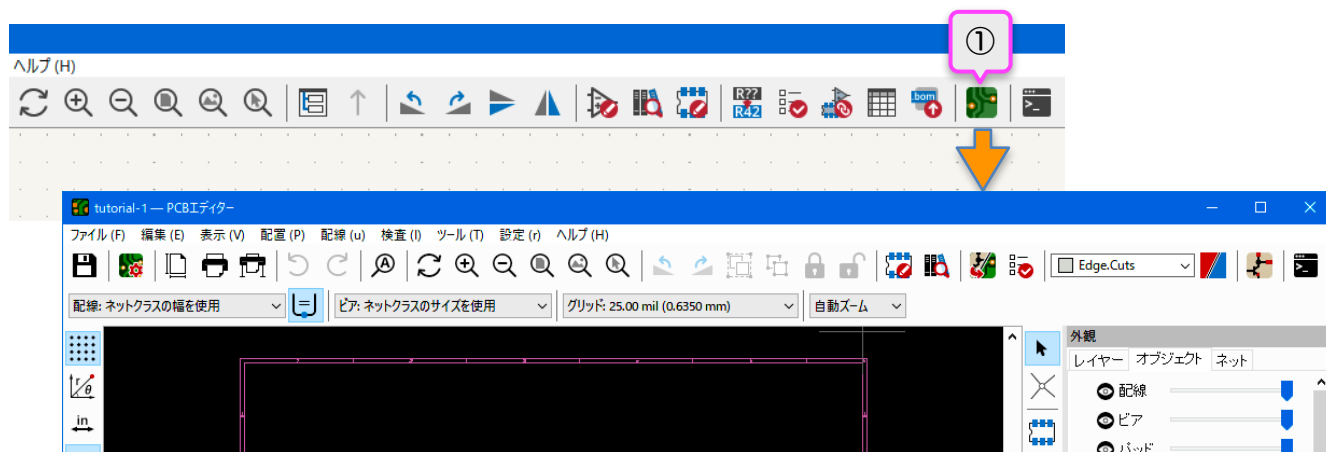 ①
ヘルプ (H)
R??
R42
.bom
tutorial-1 — PCBエディター
ファイル (F) 編集 (E) 表示 (V) 配置 (P) 配線 (u) 検査 (I) ツール (T) 設定 (r) ヘルプ (H)
Edge.Cuts
配線: ネットクラスの幅を使用 ビア: ネットクラスのサイズを使用 グリッド: 25.00 mil (0.6350 mm) 自動ズーム
外観
レイヤー オブジェクト ネット
r θ
配線
in
ビア
パッド